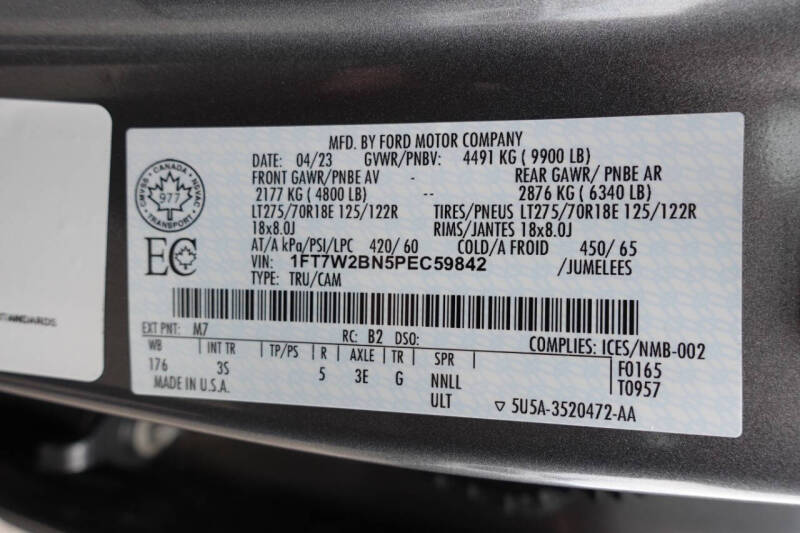 MFD. BY FORD MOTOR COMPANY
DATE: 04/23 GVWR/PNBV: 4491 KG ( 9900 LB)
FRONT GAWR/PNBE AV - REAR GAWR/ PNBE AR
2177 KG ( 4800 LB) -- 2876 KG ( 6340 LB)
LT275/70R18E 125/122R TIRES/PNEUS LT275/70R18E 125/122R
18x8.0J RIMS/JANTES 18x8.0J
AT/A kPa/PSI/LPC 420/ 60 COLD/A FROID 450/ 65
VIN: 1FT7W2BN5PEC59842 /JUMELEES
TYPE: TRU/CAM
CANADA
CMVSS NSVAC
977
TRANSPORT
EC
EXT PNT: M7 RC: B2 DSO: COMPLIES: ICES/NMB-002
WB INT TR TP/PS R AXLE TR SPR F0165
176 3S 5 3E G NNLL T0957
MADE IN U.S.A. ULT ▽ 5U5A-3520472-AA